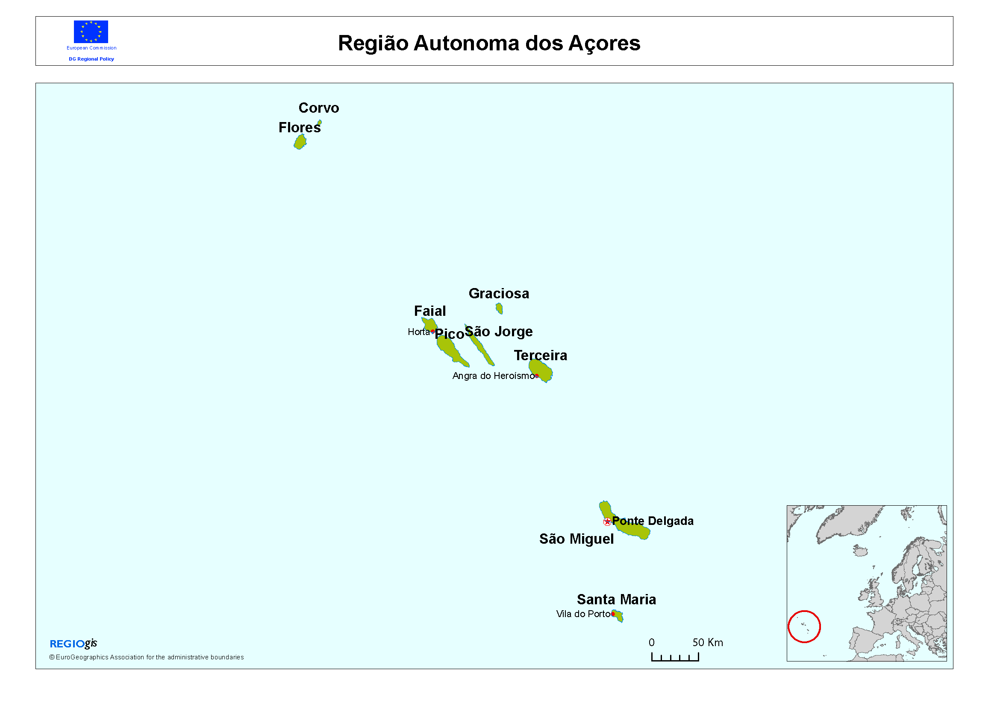 European Commission
DG Regional Policy
Região Autonoma dos Açores
Corvo
Flores
Graciosa
Faial
Horta
Pico
São Jorge
Terceira
Angra do Heroísmo
Ponte Delgada
São Miguel
Santa Maria
Vila do Porto
0 50 Km
REGIOgis
© EuroGeographics Association for the administrative boundaries